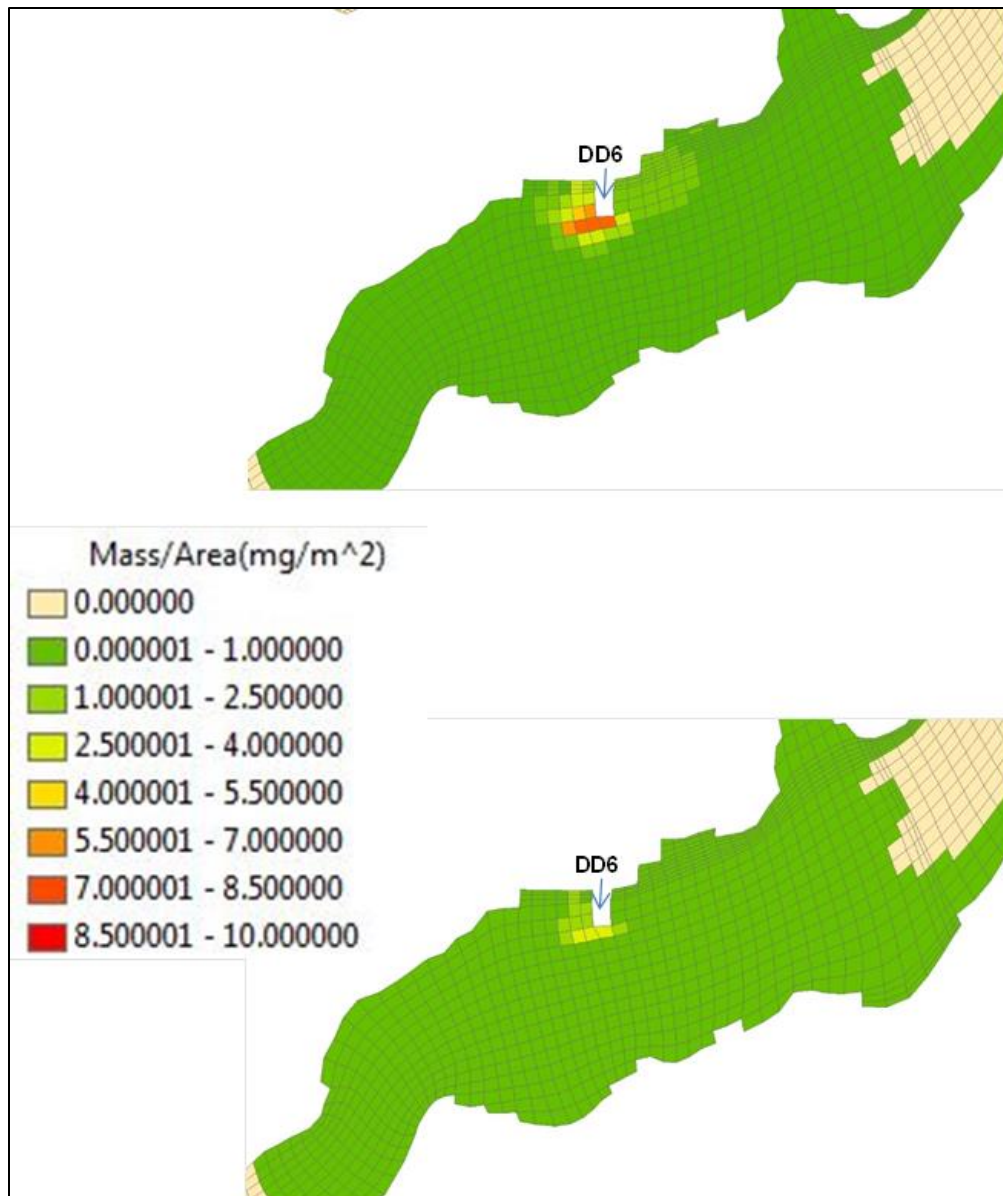 DD6
Mass/Area(mg/m^2)
0.000000
0.000001 - 1.000000
1.000001 - 2.500000
2.500001 - 4.000000
4.000001 - 5.500000
5.500001 - 7.000000
7.000001 - 8.500000
8.500001 - 10.000000
DD6